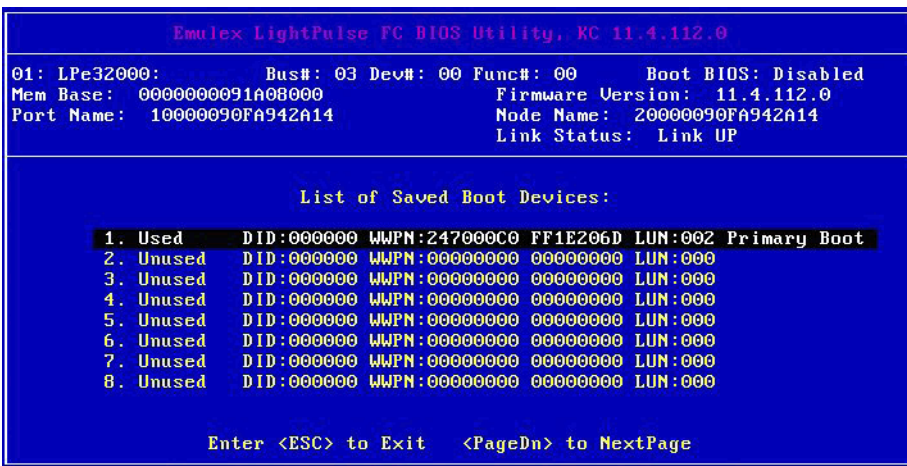 Emulex LightPulse FC BIOS Utility, KC 11.4.112.0
01: LPe32000: Bus#: 03 Dev#: 00 Func#: 00 Boot BIOS: Disabled
Mem Base: 0000000091A08000 Firmware Version: 11.4.112.0
Port Name: 10000090FA942A14 Node Name: 20000090FA942A14
Link Status: Link UP
List of Saved Boot Devices:
1. Used DID:000000 WWPN:247000C0 FF1E206D LUN:002 Primary Boot
2. Unused DID:000000 WWPN:00000000 00000000 LUN:000
3. Unused DID:000000 WWPN:00000000 00000000 LUN:000
4. Unused DID:000000 WWPN:00000000 00000000 LUN:000
5. Unused DID:000000 WWPN:00000000 00000000 LUN:000
6. Unused DID:000000 WWPN:00000000 00000000 LUN:000
7. Unused DID:000000 WWPN:00000000 00000000 LUN:000
8. Unused DID:000000 WWPN:00000000 00000000 LUN:000
Enter <ESC> to Exit <PageDn> to NextPage